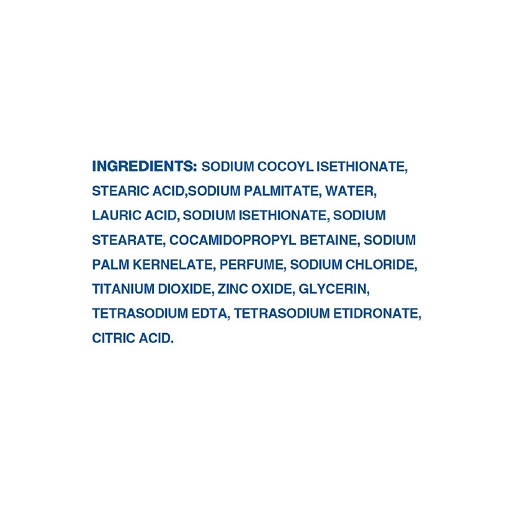 INGREDIENTS: SODIUM COCOYL ISETHIONATE,
STEARIC ACID,SODIUM PALMITATE, WATER,
LAURIC ACID, SODIUM ISETHIONATE, SODIUM
STEARATE, COCAMIDOPROPYL BETAINE, SODIUM
PALM KERNELATE, PERFUME, SODIUM CHLORIDE,
TITANIUM DIOXIDE, ZINC OXIDE, GLYCERIN,
TETRASODIUM EDTA, TETRASODIUM ETIDRONATE,
CITRIC ACID.